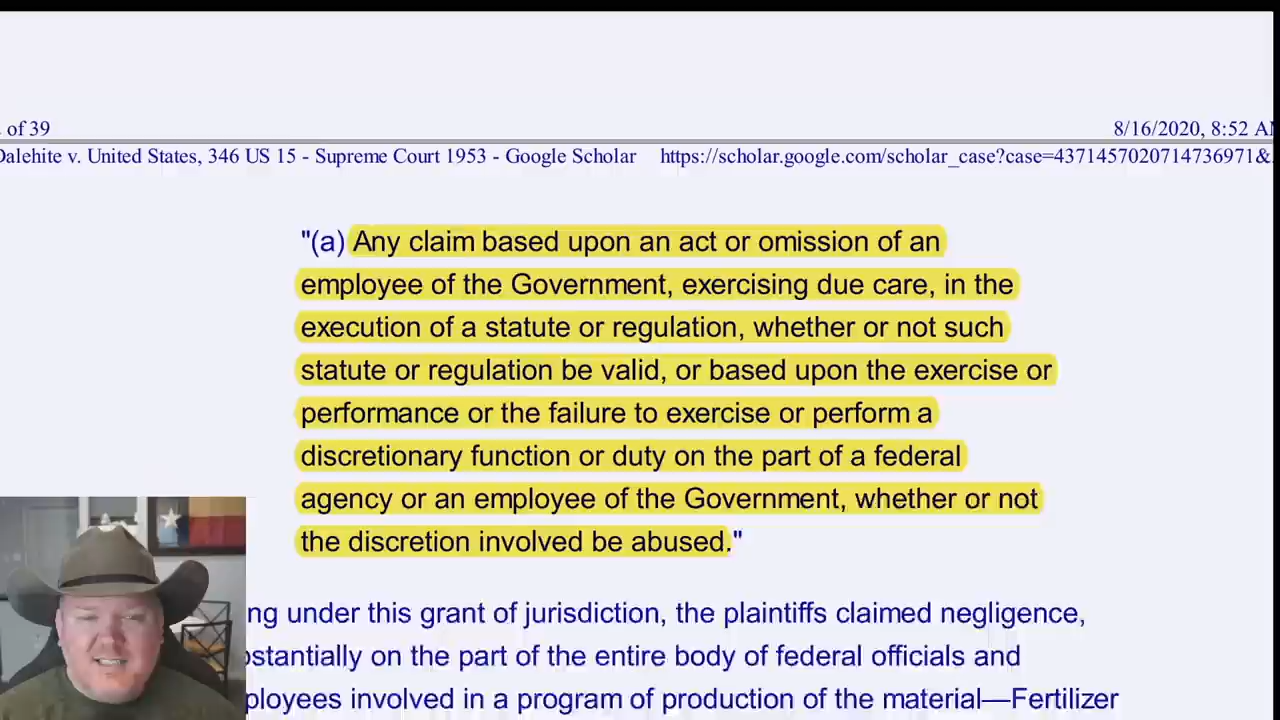 of 39
8/16/2020, 8:52
Dalehite v. United States, 346 US 15 - Supreme Court 1953 - Google Scholar https://scholar.google.com/scholar_case?case=4371457020714736971&
"(a) Any claim based upon an act or omission of an
employee of the Government, exercising due care, in the
execution of a statute or regulation, whether or not such
statute or regulation be valid, or based upon the exercise or
performance or the failure to exercise or perform a
discretionary function or duty on the part of a federal
agency or an employee of the Government, whether or not
the discretion involved be abused."
under this grant of jurisdiction, the plaintiffs claimed negligence,
on the part of the entire body of federal officials and
involved in a program of production of the material—Fertilizer